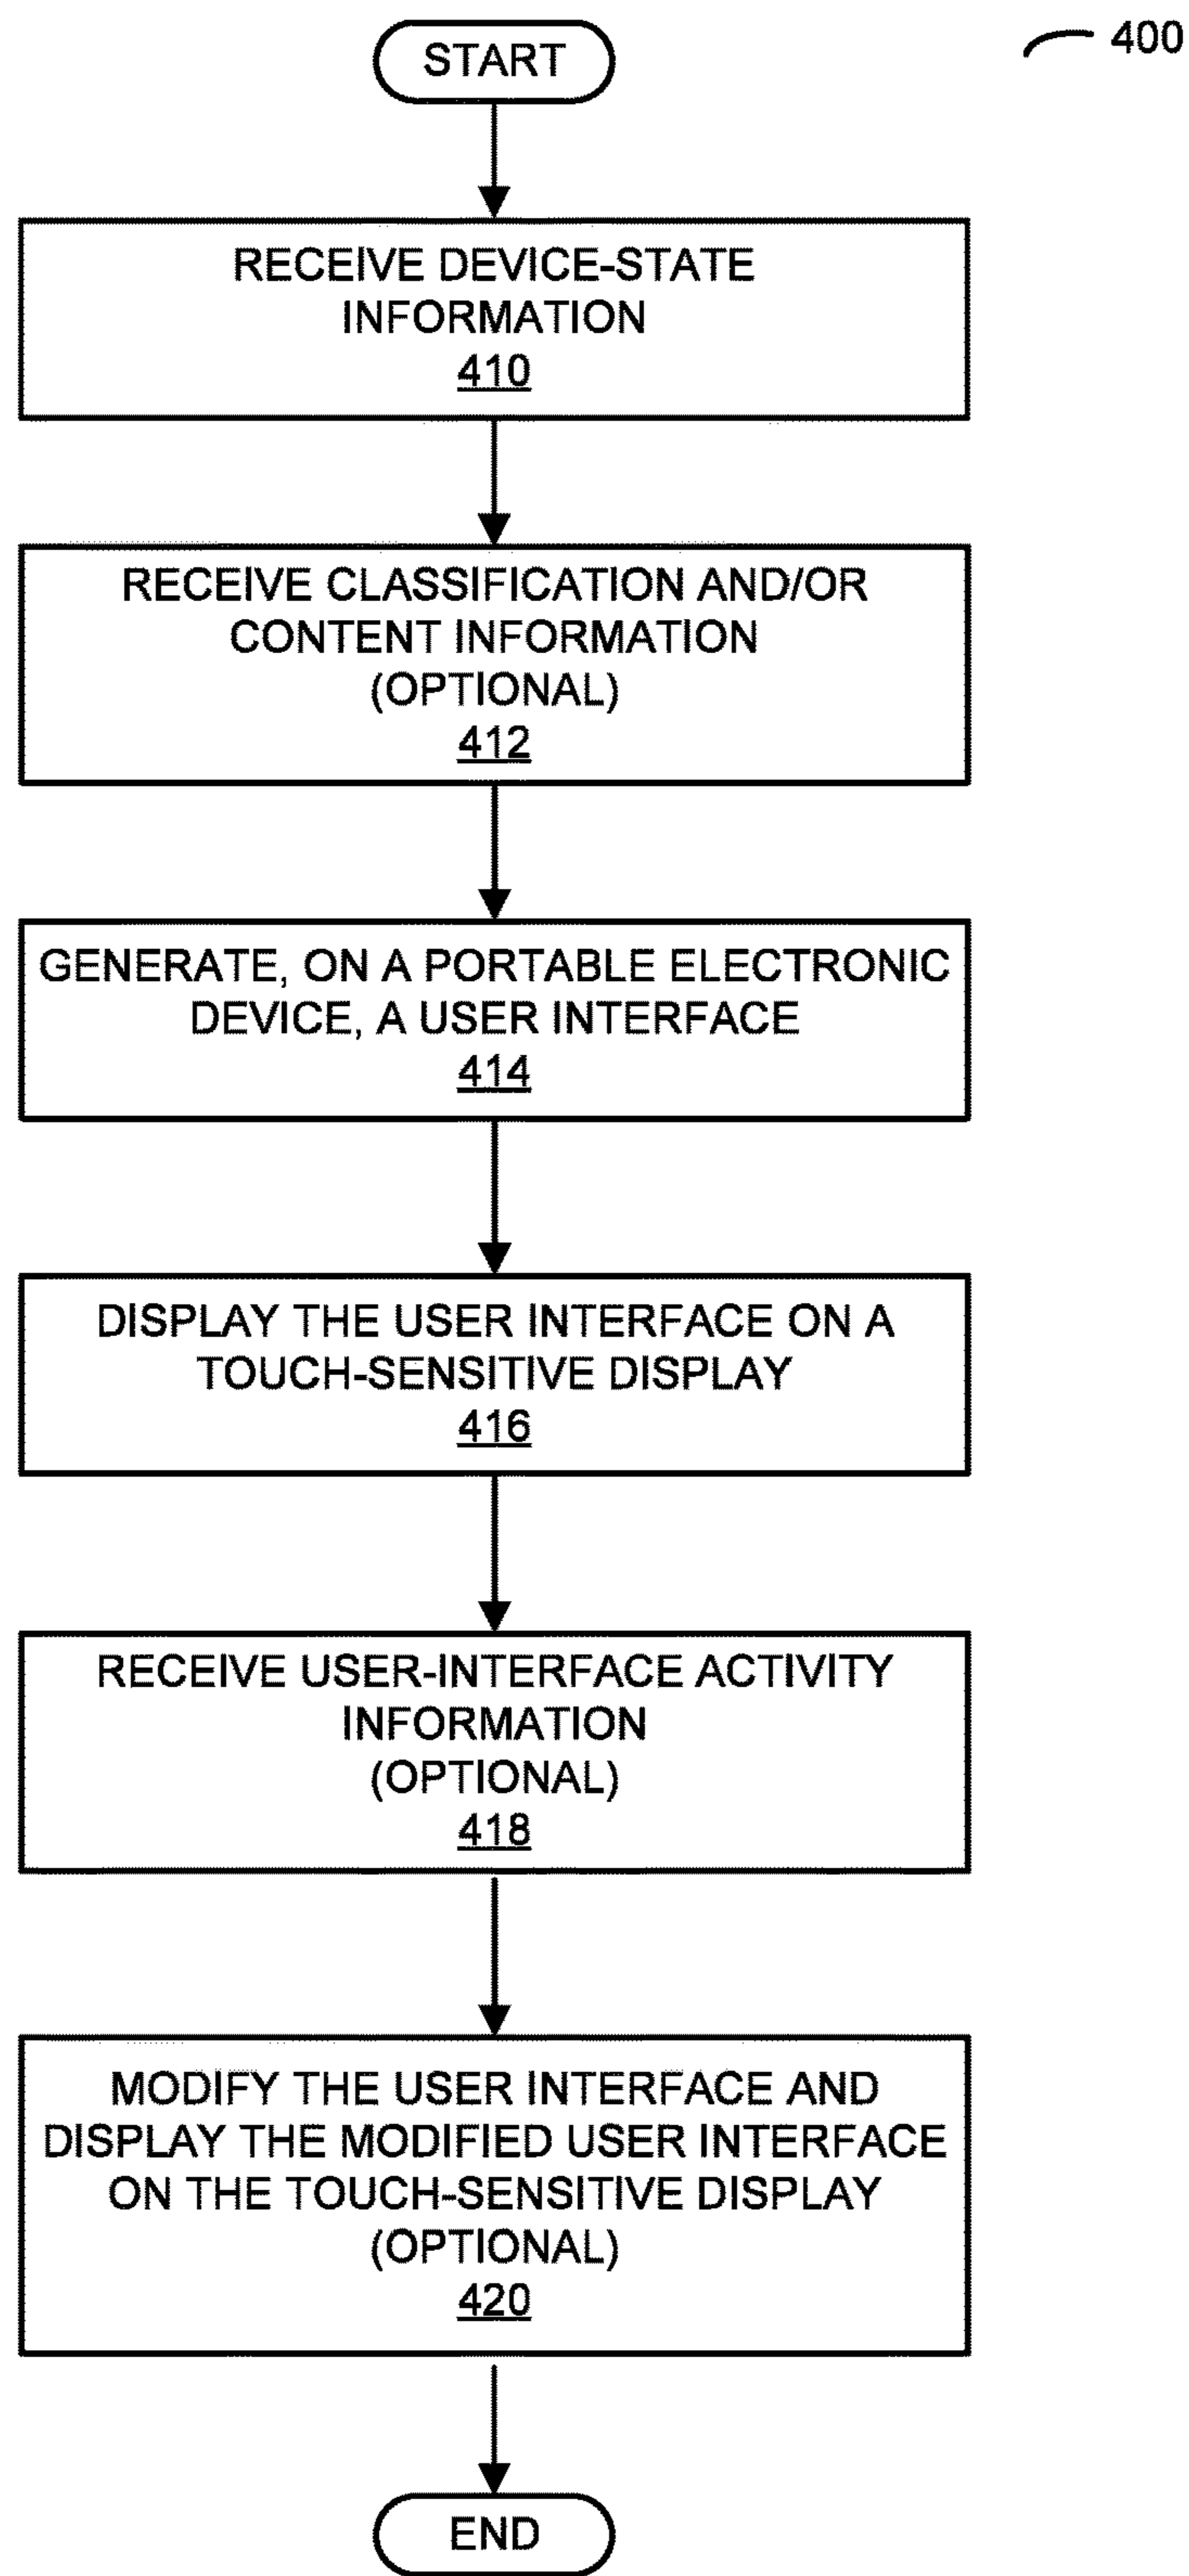 400
START
RECEIVE DEVICE-STATE
INFORMATION
410
RECEIVE CLASSIFICATION AND/OR
CONTENT INFORMATION
(OPTIONAL)
412
GENERATE, ON A PORTABLE ELECTRONIC
DEVICE, A USER INTERFACE
414
DISPLAY THE USER INTERFACE ON A
TOUCH-SENSITIVE DISPLAY
416
RECEIVE USER-INTERFACE ACTIVITY
INFORMATION
(OPTIONAL)
418
MODIFY THE USER INTERFACE AND
DISPLAY THE MODIFIED USER INTERFACE
ON THE TOUCH-SENSITIVE DISPLAY
(OPTIONAL)
420
END